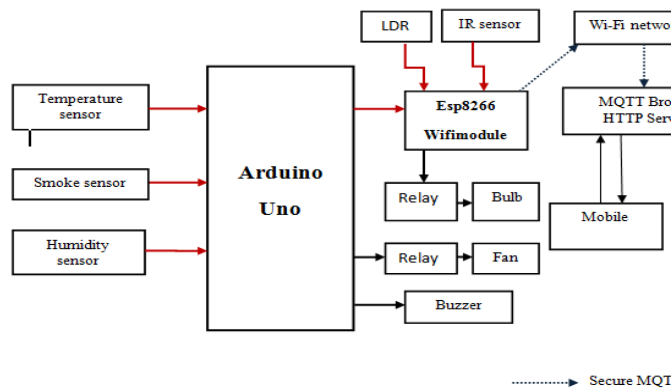 LDR
IR sensor
Wi-Fi networ
Temperature
sensor
Esp8266
Wifimodule
MQTT Bro
HTTP Serv
Smoke sensor
Arduino
Uno
Relay
Bulb
Mobile
Humidity
sensor
Relay
Fan
Buzzer
Secure MQT